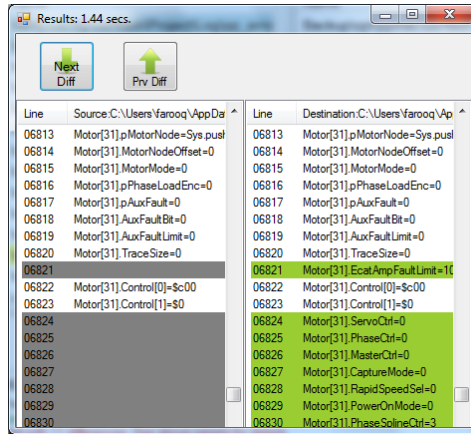 Results: 1.44 secs.
Next Diff
Prv Diff
Line Source:C:\Users\farooq\AppDa
06813 Motor[31].pMotorNode=Sys.push
06814 Motor[31].MotorNodeOffset=0
06815 Motor[31].MotorMode=0
06816 Motor[31].pPhaseLoadEnc=0
06817 Motor[31].pAuxFault=0
06818 Motor[31].AuxFaultBit=0
06819 Motor[31].AuxFaultLimit=0
06820 Motor[31].TraceSize=0
06821
06822 Motor[31].Control[0]=$c00
06823 Motor[31].Control[1]=$0
06824
06825
06826
06827
06828
06829
06830
Line Destination:C:\Users\farooq\Ap
06813 Motor[31].pMotorNode=Sys.push
06814 Motor[31].MotorNodeOffset=0
06815 Motor[31].MotorMode=0
06816 Motor[31].pPhaseLoadEnc=0
06817 Motor[31].pAuxFault=0
06818 Motor[31].AuxFaultBit=0
06819 Motor[31].AuxFaultLimit=0
06820 Motor[31].TraceSize=0
06821 Motor[31].EcatAmpFaultLimit=10
06822 Motor[31].Control[0]=$c00
06823 Motor[31].Control[1]=$0
06824 Motor[31].ServoCtrl=0
06825 Motor[31].PhaseCtrl=0
06826 Motor[31].MasterCtrl=0
06827 Motor[31].CaptureMode=0
06828 Motor[31].RapidSpeedSel=0
06829 Motor[31].PowerOnMode=0
06830 Motor[31].PhaseSplineCtrl=3